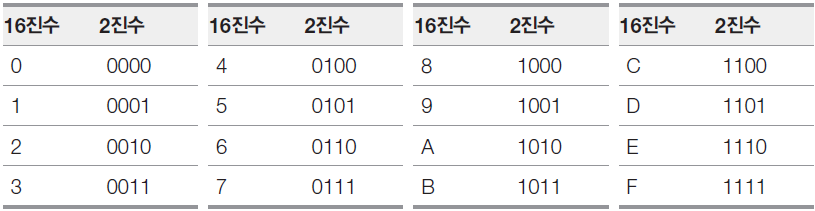 16진수 2진수 16진수 2진수 16진수 2진수 16진수 2진수
0 0000 4 0100 8 1000 C 1100
1 0001 5 0101 9 1001 D 1101
2 0010 6 0110 A 1010 E 1110
3 0011 7 0111 B 1011 F 1111